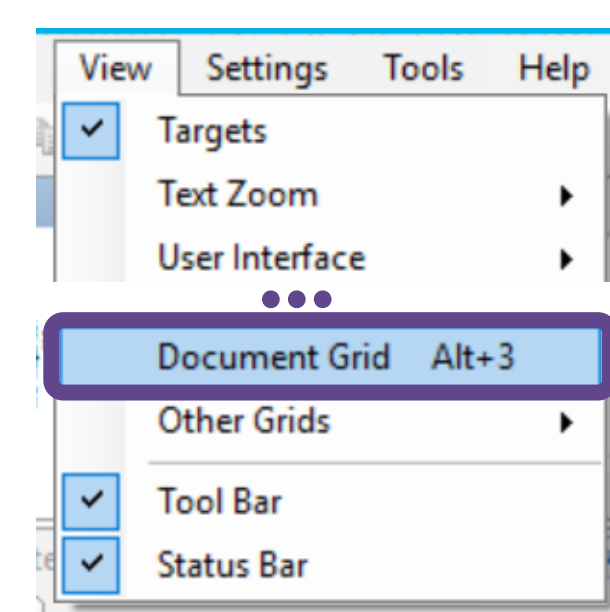 View Settings Tools Help
Targets
Text Zoom
User Interface
Document Grid Alt+3
Other Grids
Tool Bar
Status Bar